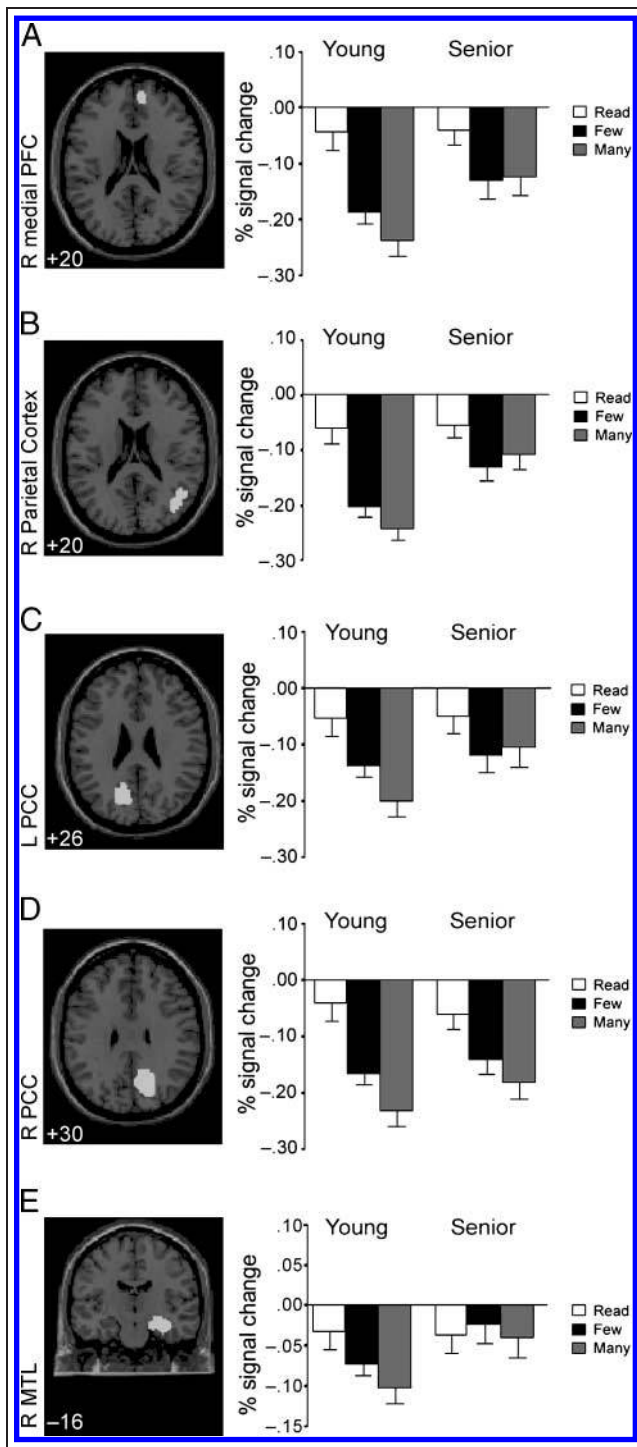 A
R medial PFC
+20
% signal change
Young Senior
.10
.00
–.10
–.20
–.30
Read
Few
Many
B
R Parietal Cortex
+20
% signal change
Young Senior
.10
.00
–.10
–.20
–.30
Read
Few
Many
C
L PCC
+26
% signal change
Young Senior
.10
.00
–.10
–.20
–.30
Read
Few
Many
D
R PCC
+30
% signal change
Young Senior
.10
.00
–.10
–.20
–.30
Read
Few
Many
E
R MTL
–16
% signal change
Young Senior
.10
.05
.00
–.05
–.10
–.15
Read
Few
Many